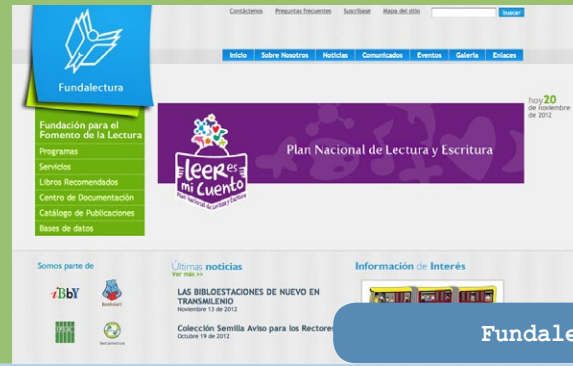 Contáctenos Preguntas frecuentes Suscríbase Mapa del sitio buscar
Inicio Sobre Nosotros Noticias Comunicados Eventos Galería Enlaces
Fundalectura
hoy 20
de noviembre
de 2012
Fundación para el
Fomento de la Lectura
Programas
Servicios
Libros Recomendados
Centro de Documentación
Catálogo de Publicaciones
Bases de datos
leer es
mi Cuento
Plan Nacional de Lectura y Escritura
Plan Nacional de Lectura y Escritura
Somos parte de
iBbY
Últimas noticias
Ver más >>
LAS BIBLOESTACIONES DE NUEVO EN
TRANSMILENIO
Noviembre 13 de 2012
Colección Semilla Aviso para los Rectores
Octubre 19 de 2012
Información de Interés
Fundale